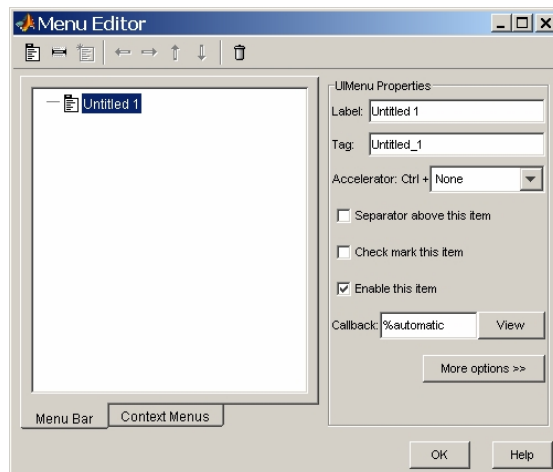 Menu Editor
Untitled 1
UIMenu Properties
Label: Untitled 1
Tag: Untitled_1
Accelerator: Ctrl + None
Separator above this item
Check mark this item
Enable this item
Callback: %automatic View
More options >>
Menu Bar Context Menus
OK Help